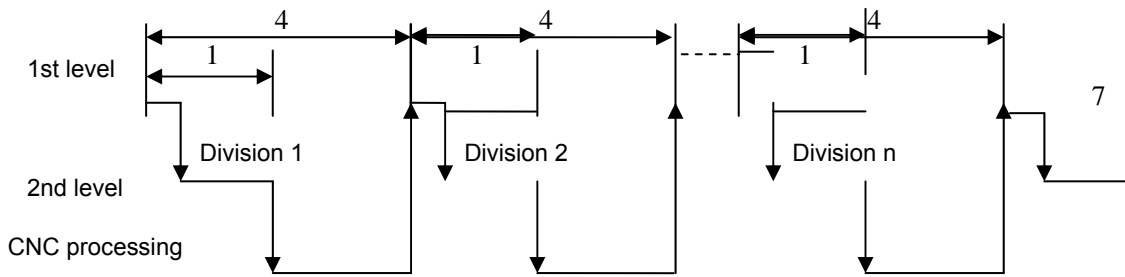 4 4 4
1 1 1
1st level
7
Division 1 Division 2 Division n
2nd level
CNC processing